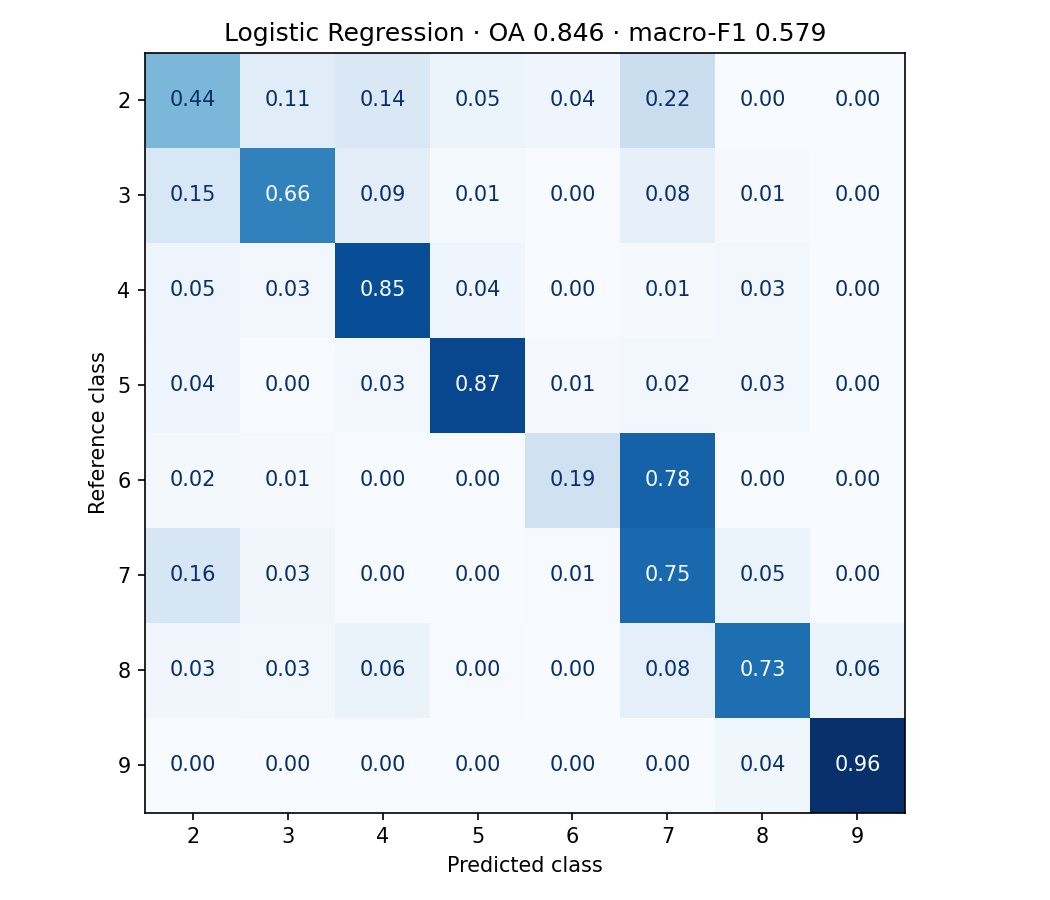 Logistic Regression · OA 0.846 · macro-F1 0.579
2 0.44 0.11 0.14 0.05 0.04 0.22 0.00 0.00
3 0.15 0.66 0.09 0.01 0.00 0.08 0.01 0.00
4 0.05 0.03 0.85 0.04 0.00 0.01 0.03 0.00
5 0.04 0.00 0.03 0.87 0.01 0.02 0.03 0.00
6 0.02 0.01 0.00 0.00 0.19 0.78 0.00 0.00
7 0.16 0.03 0.00 0.00 0.01 0.75 0.05 0.00
8 0.03 0.03 0.06 0.00 0.00 0.08 0.73 0.06
9 0.00 0.00 0.00 0.00 0.00 0.00 0.04 0.96
2 3 4 5 6 7 8 9
Predicted class
Reference class